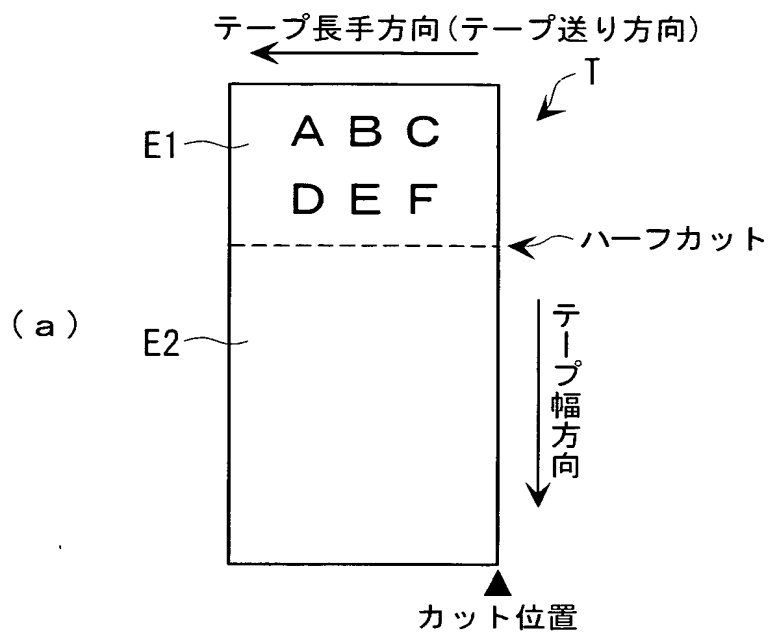 テープ長手方向(テープ送り方向)
T
E1
A B C
D E F
ハーフカット
(a)
E2
テープ幅方向
カット位置